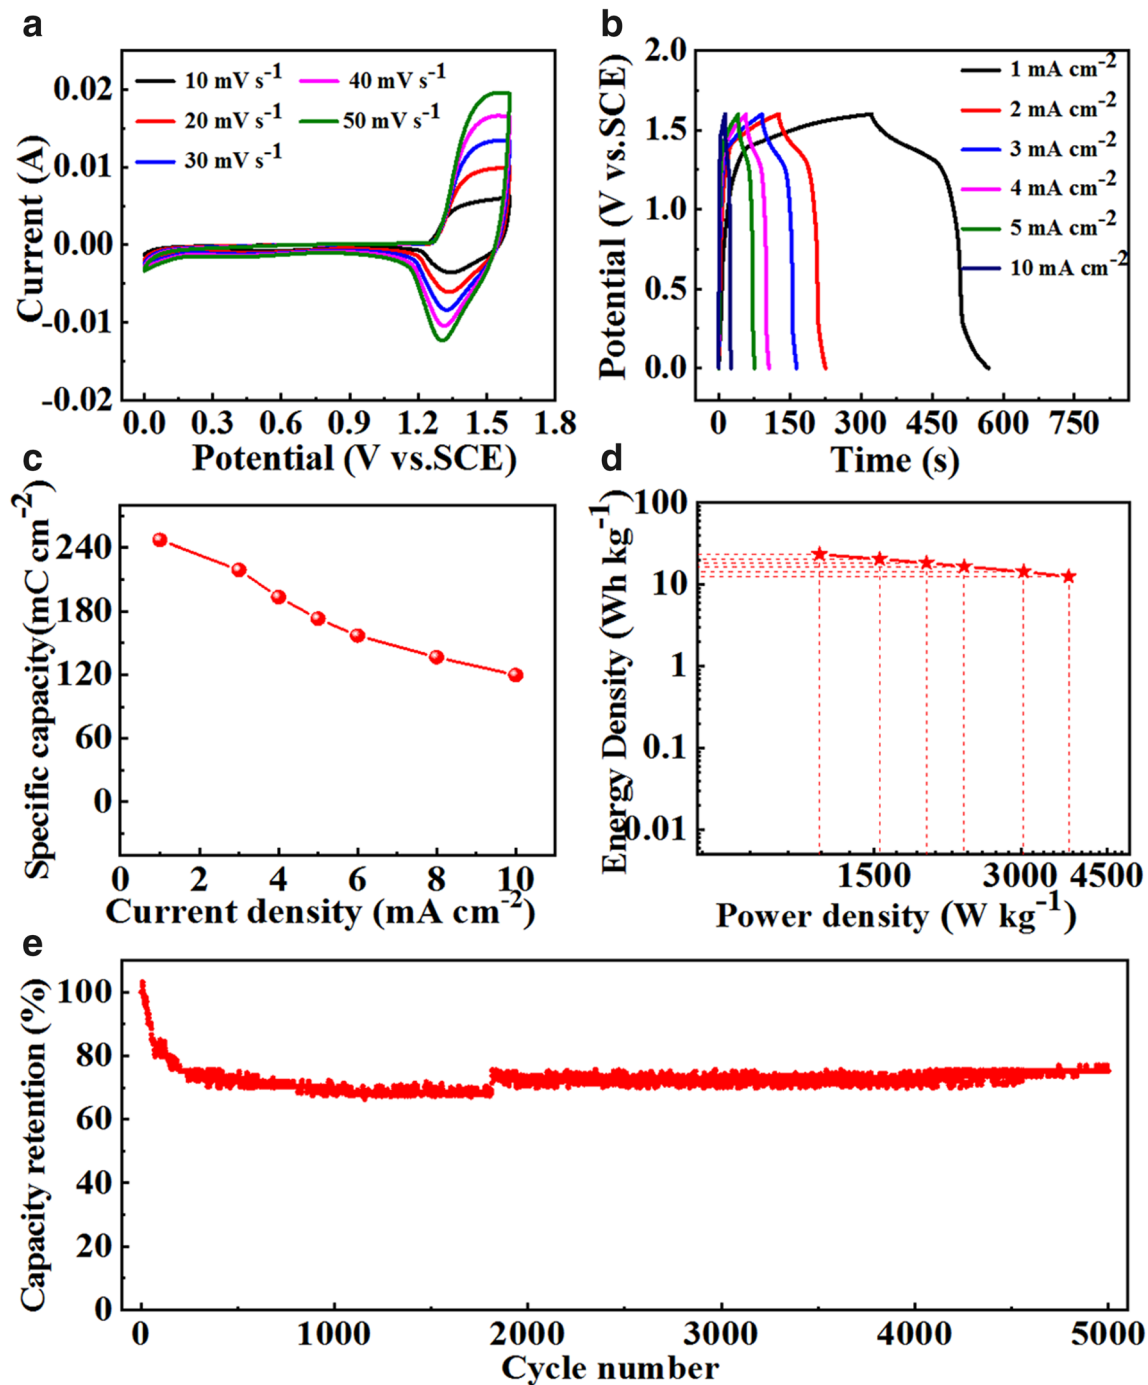 a
10 mV s⁻¹
40 mV s⁻¹
20 mV s⁻¹
50 mV s⁻¹
30 mV s⁻¹
0.02
0.01
0.00
-0.01
-0.02
Current (A)
0.0 0.3 0.6 0.9 1.2 1.5 1.8
Potential (V vs.SCE)
b
1 mA cm⁻²
2 mA cm⁻²
3 mA cm⁻²
4 mA cm⁻²
5 mA cm⁻²
10 mA cm⁻²
2.0
1.5
1.0
0.5
0.0
Potential (V vs.SCE)
0 150 300 450 600 750
Time (s)
c
240
180
120
60
0
Specific capacity(mC cm⁻²)
0 2 4 6 8 10
Current density (mA cm⁻²)
d
100
10
1
0.1
0.01
Energy Density (Wh kg⁻¹)
1500 3000 4500
Power density (W kg⁻¹)
e
100
80
60
40
20
0
Capacity retention (%)
0 1000 2000 3000 4000 5000
Cycle number